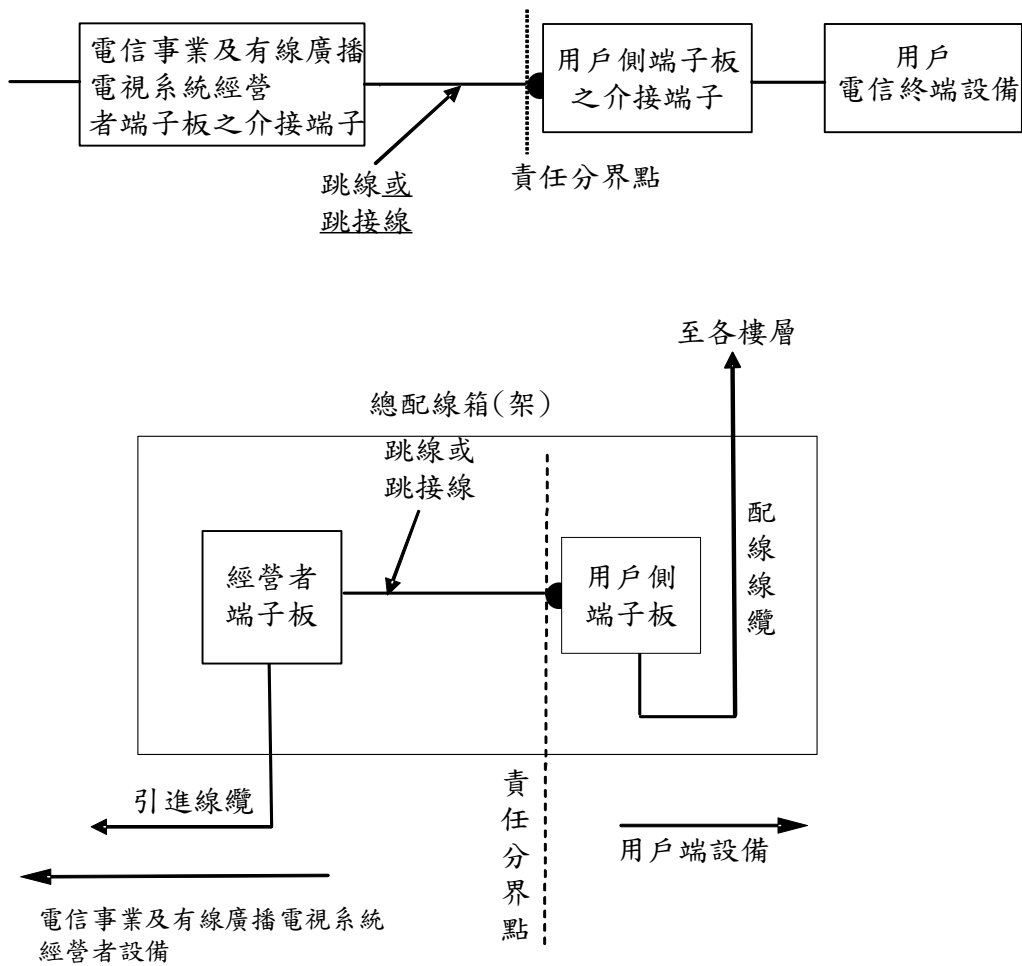 電信事業及有線廣播
電視系統經營
者端子板之介接端子
用戶側端子板
之介接端子
用戶
電信終端設備
跳線或
跳接線
責任分界點
至各樓層
總配線箱(架)
跳線或
跳接線
經營者
端子板
用戶側
端子板
配線線纜
引進線纜
責任分界點
用戶端設備
電信事業及有線廣播電視系統
經營者設備